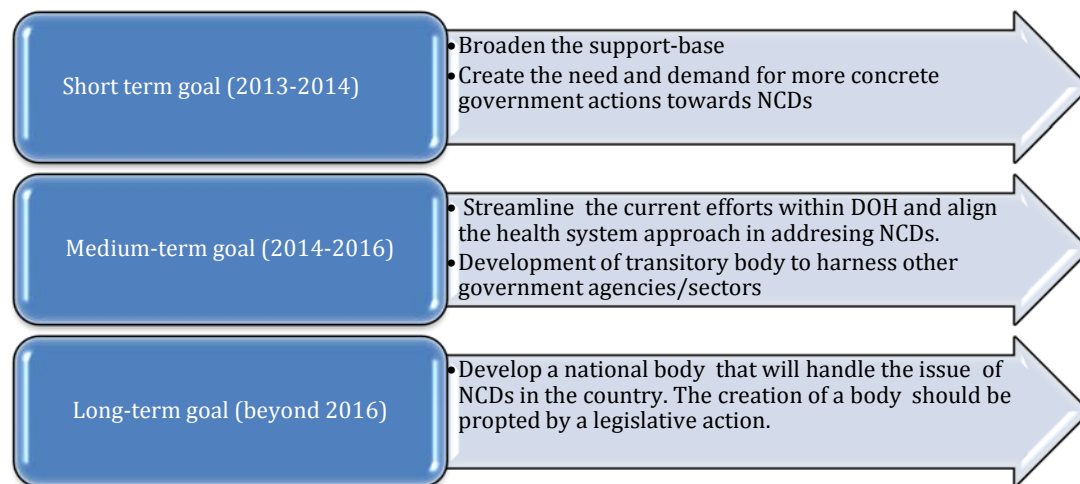 Short term goal (2013-2014)
•Broaden the support-base
•Create the need and demand for more concrete
government actions towards NCDs
Medium-term goal (2014-2016)
• Streamline the current efforts within DOH and align
the health system approach in addresing NCDs.
•Development of transitory body to harness other
government agencies/sectors
Long-term goal (beyond 2016)
•Develop a national body that will handle the issue of
NCDs in the country. The creation of a body should be
propted by a legislative action.